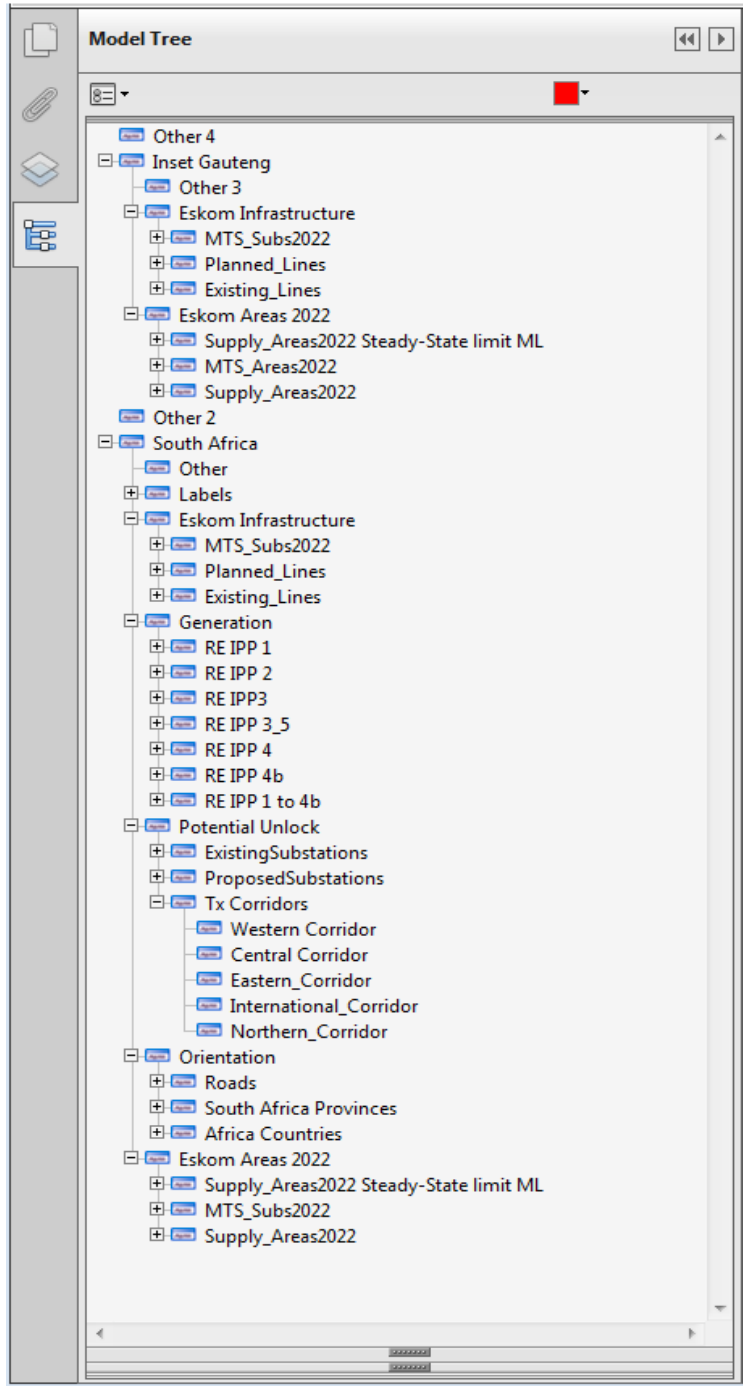 Model Tree
Other 4
Inset Gauteng
Other 3
Eskom Infrastructure
MTS_Subs2022
Planned_Lines
Existing_Lines
Eskom Areas 2022
Supply_Areas2022 Steady-State limit ML
MTS_Areas2022
Supply_Areas2022
Other 2
South Africa
Other
Labels
Eskom Infrastructure
MTS_Subs2022
Planned_Lines
Existing_Lines
Generation
RE IPP 1
RE IPP 2
RE IPP3
RE IPP 3_5
RE IPP 4
RE IPP 4b
RE IPP 1 to 4b
Potential Unlock
ExistingSubstations
ProposedSubstations
Tx Corridors
Western Corridor
Central Corridor
Eastern_Corridor
International_Corridor
Northern_Corridor
Orientation
Roads
South Africa Provinces
Africa Countries
Eskom Areas 2022
Supply_Areas2022 Steady-State limit ML
MTS_Subs2022
Supply_Areas2022